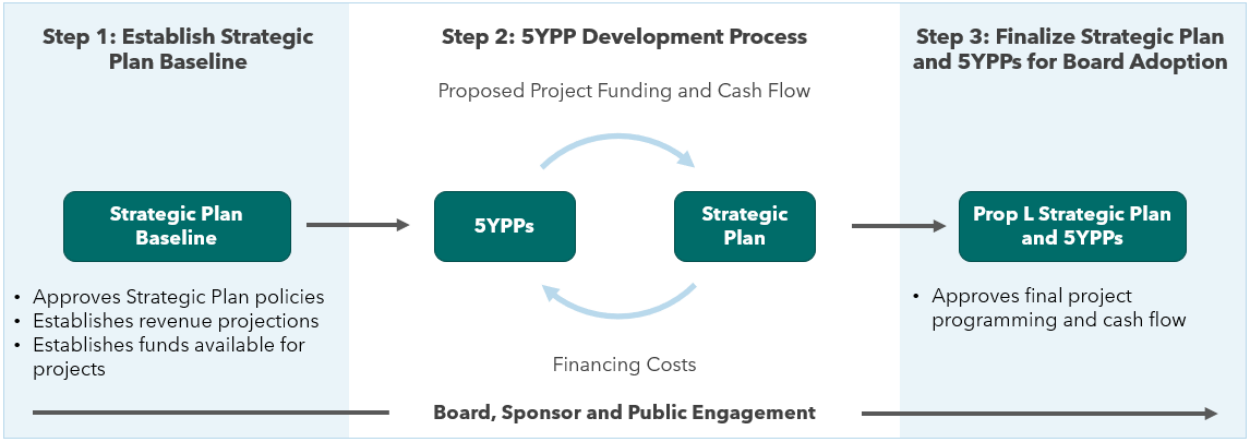 Step 1: Establish Strategic
Plan Baseline
Strategic Plan
Baseline
• Approves Strategic Plan policies
• Establishes revenue projections
• Establishes funds available for
projects
Step 2: 5YPP Development Process
Proposed Project Funding and Cash Flow
5YPPs
Strategic
Plan
Financing Costs
Step 3: Finalize Strategic Plan
and 5YPPs for Board Adoption
Prop L Strategic Plan
and 5YPPs
• Approves final project
programming and cash flow
Board, Sponsor and Public Engagement